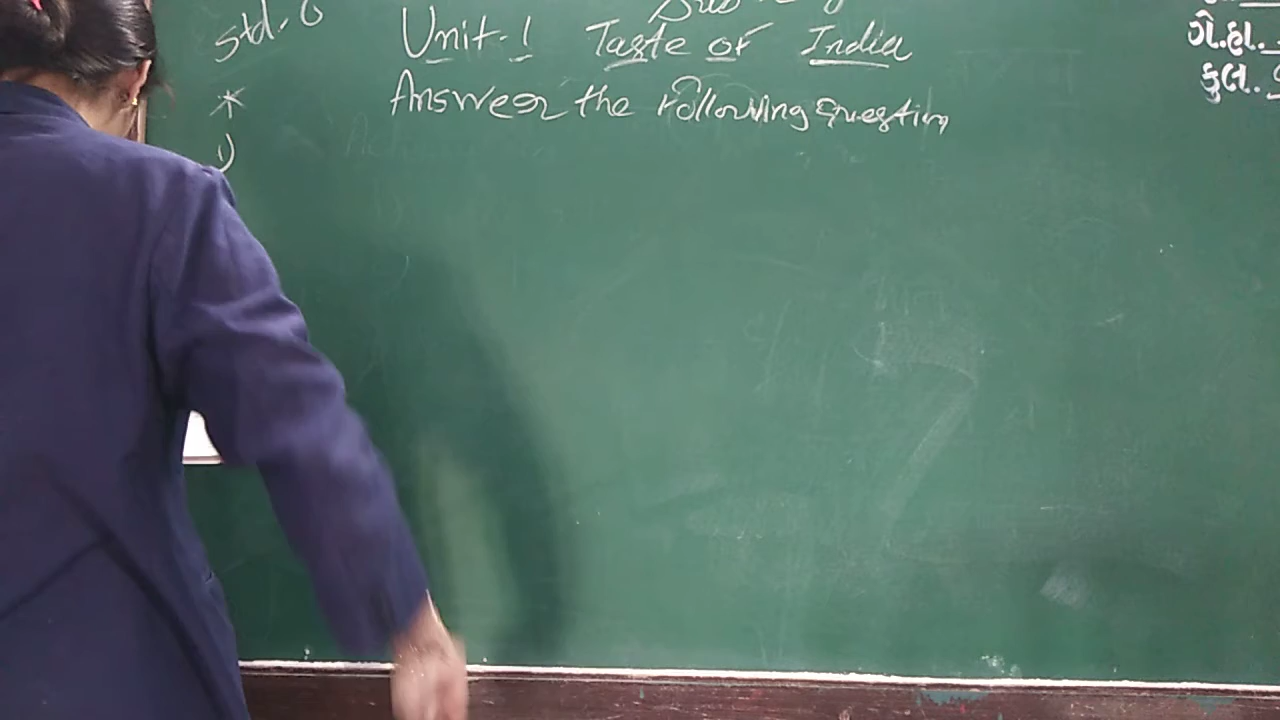 std. 6
Unit. 1 Taste of India
* Answer the Following Question
1)
ગે.હા.
કુલ.